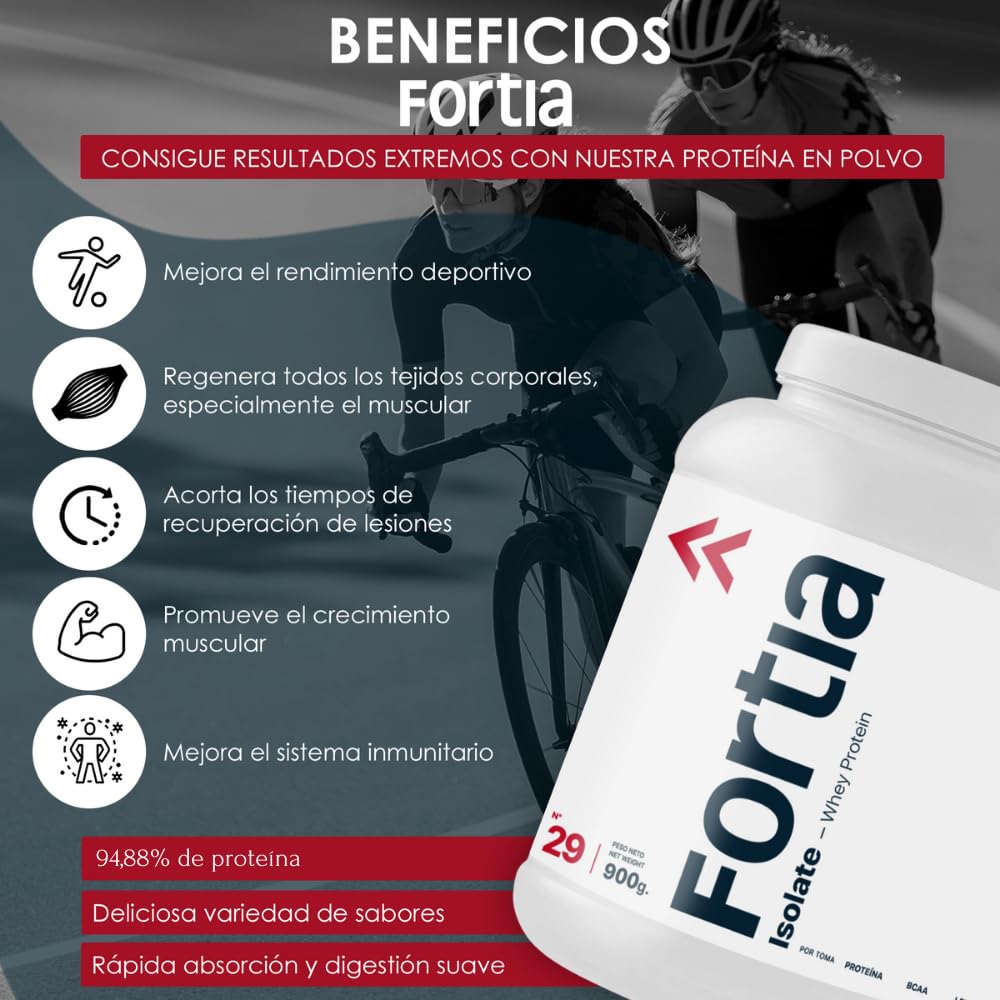 BENEFICIOS
Fortia
CONSIGUE RESULTADOS EXTREMOS CON NUESTRA PROTEÍNA EN POLVO
Mejora el rendimiento deportivo
Regenera todos los tejidos corporales,
especialmente el muscular
Acorta los tiempos de
recuperación de lesiones
Promueve el crecimiento
muscular
Mejora el sistema inmunitario
94,88% de proteína
Deliciosa variedad de sabores
Rápida absorción y digestión suave
Fortia
Isolate – Whey Protein
Nº
29
PESO NETO
NET WEIGHT
900g.
POR TOMA PROTEÍNA BCAA